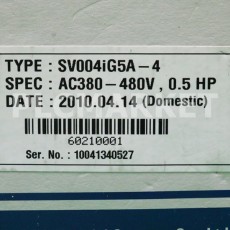 TYPE : SV004iG5A-4
SPEC : AC380-480V , 0.5 HP
DATE : 2010.04.14 (Domestic)
60210001
Ser. No. : 10041340527